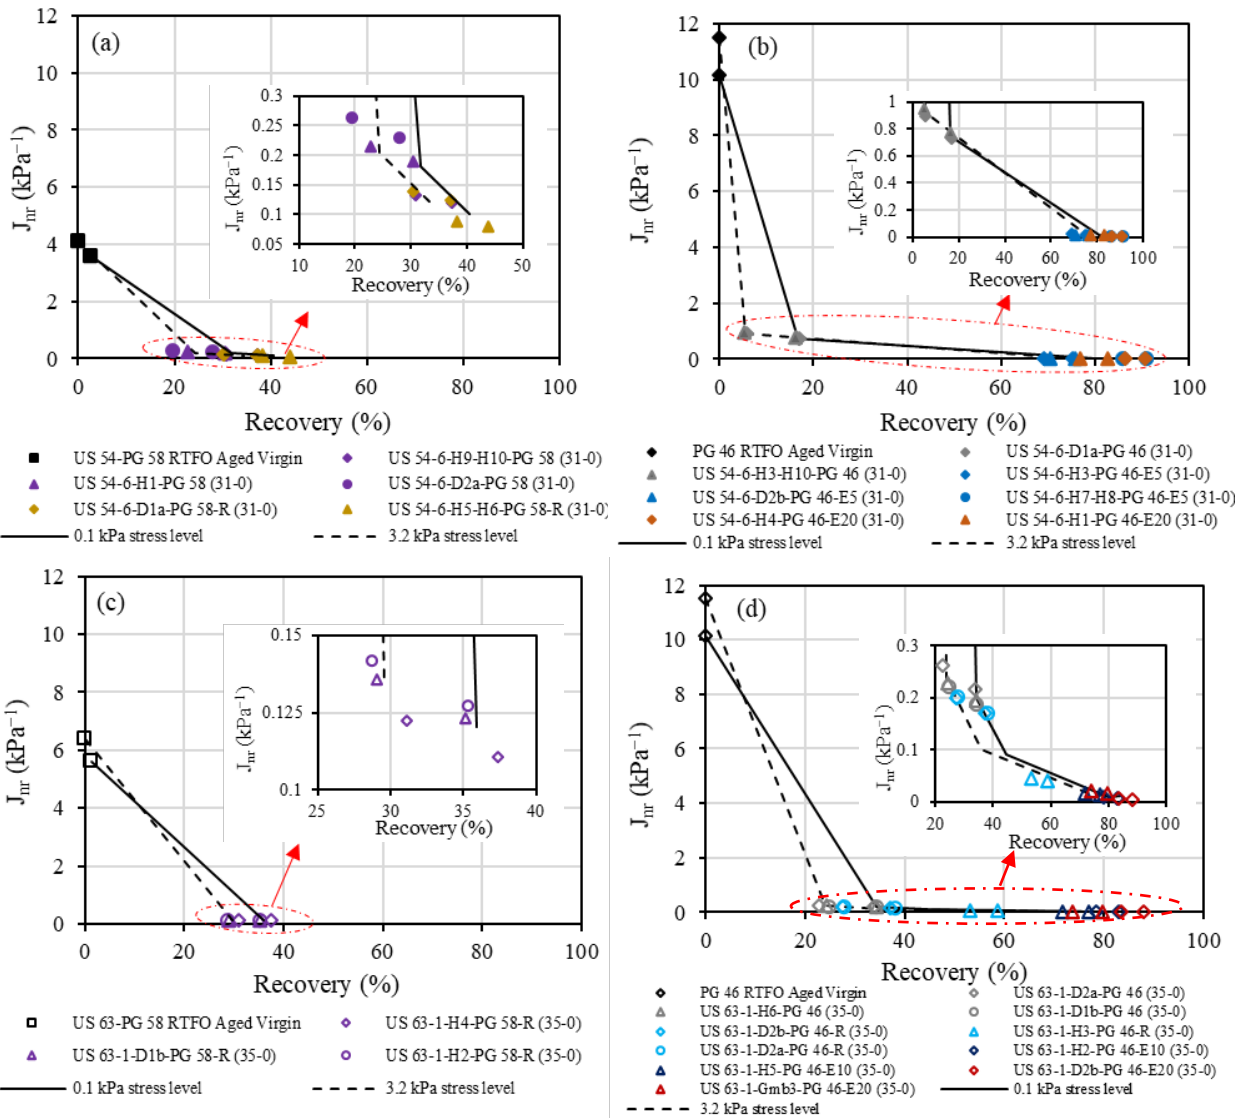 (a)
12
10
8
6
4
2
0
J_nr (kPa⁻¹)
0.3
0.25
0.2
0.15
0.1
0.05
J_nr (kPa⁻¹)
10 20 30 40 50
Recovery (%)
0 20 40 60 80 100
Recovery (%)
US 54-PG 58 RTFO Aged Virgin
US 54-6-H9-H10-PG 58 (31-0)
US 54-6-H1-PG 58 (31-0)
US 54-6-D2a-PG 58 (31-0)
US 54-6-D1a-PG 58-R (31-0)
US 54-6-H5-H6-PG 58-R (31-0)
0.1 kPa stress level
3.2 kPa stress level
(b)
12
10
8
6
4
2
0
J_nr (kPa⁻¹)
1
0.8
0.6
0.4
0.2
0
J_nr (kPa⁻¹)
0 20 40 60 80 100
Recovery (%)
0 20 40 60 80 100
Recovery (%)
PG 46 RTFO Aged Virgin
US 54-6-D1a-PG 46 (31-0)
US 54-6-H3-H10-PG 46 (31-0)
US 54-6-H3-PG 46-E5 (31-0)
US 54-6-D2b-PG 46-E5 (31-0)
US 54-6-H7-H8-PG 46-E5 (31-0)
US 54-6-H4-PG 46-E20 (31-0)
US 54-6-H1-PG 46-E20 (31-0)
0.1 kPa stress level
3.2 kPa stress level
(c)
12
10
8
6
4
2
0
J_nr (kPa⁻¹)
0.15
0.125
0.1
J_nr (kPa⁻¹)
25 30 35 40
Recovery (%)
0 20 40 60 80 100
Recovery (%)
US 63-PG 58 RTFO Aged Virgin
US 63-1-H4-PG 58-R (35-0)
US 63-1-D1b-PG 58-R (35-0)
US 63-1-H2-PG 58-R (35-0)
0.1 kPa stress level
3.2 kPa stress level
(d)
12
10
8
6
4
2
0
J_nr (kPa⁻¹)
0.3
0.2
0.1
0
J_nr (kPa⁻¹)
20 40 60 80 100
Recovery (%)
0 20 40 60 80 100
Recovery (%)
PG 46 RTFO Aged Virgin
US 63-1-D2a-PG 46 (35-0)
US 63-1-H6-PG 46 (35-0)
US 63-1-D1b-PG 46 (35-0)
US 63-1-D2b-PG 46-R (35-0)
US 63-1-H3-PG 46-R (35-0)
US 63-1-D2a-PG 46-R (35-0)
US 63-1-H2-PG 46-E10 (35-0)
US 63-1-H5-PG 46-E10 (35-0)
US 63-1-D2b-PG 46-E20 (35-0)
US 63-1-Gmb3-PG 46-E20 (35-0)
0.1 kPa stress level
3.2 kPa stress level